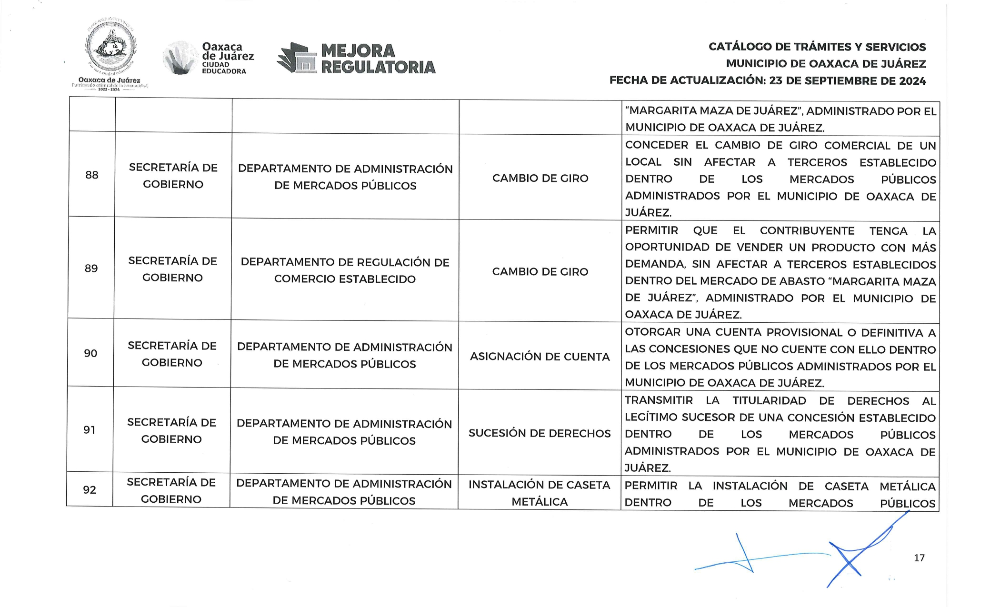 Oaxaca de Juárez
Patrimonio cultural de la humanidad
2022 - 2024
Oaxaca
de Juárez
CIUDAD
EDUCADORA
MEJORA
REGULATORIA
CATÁLOGO DE TRÁMITES Y SERVICIOS
MUNICIPIO DE OAXACA DE JUÁREZ
FECHA DE ACTUALIZACIÓN: 23 DE SEPTIEMBRE DE 2024
“MARGARITA MAZA DE JUÁREZ”, ADMINISTRADO POR EL
MUNICIPIO DE OAXACA DE JUÁREZ.
88
SECRETARÍA DE
GOBIERNO
DEPARTAMENTO DE ADMINISTRACIÓN
DE MERCADOS PÚBLICOS
CAMBIO DE GIRO
CONCEDER EL CAMBIO DE GIRO COMERCIAL DE UN
LOCAL SIN AFECTAR A TERCEROS ESTABLECIDO
DENTRO DE LOS MERCADOS PÚBLICOS
ADMINISTRADOS POR EL MUNICIPIO DE OAXACA DE
JUÁREZ.
89
SECRETARÍA DE
GOBIERNO
DEPARTAMENTO DE REGULACIÓN DE
COMERCIO ESTABLECIDO
CAMBIO DE GIRO
PERMITIR QUE EL CONTRIBUYENTE TENGA LA
OPORTUNIDAD DE VENDER UN PRODUCTO CON MÁS
DEMANDA, SIN AFECTAR A TERCEROS ESTABLECIDOS
DENTRO DEL MERCADO DE ABASTO “MARGARITA MAZA
DE JUÁREZ”, ADMINISTRADO POR EL MUNICIPIO DE
OAXACA DE JUÁREZ.
90
SECRETARÍA DE
GOBIERNO
DEPARTAMENTO DE ADMINISTRACIÓN
DE MERCADOS PÚBLICOS
ASIGNACIÓN DE CUENTA
OTORGAR UNA CUENTA PROVISIONAL O DEFINITIVA A
LAS CONCESIONES QUE NO CUENTE CON ELLO DENTRO
DE LOS MERCADOS PÚBLICOS ADMINISTRADOS POR EL
MUNICIPIO DE OAXACA DE JUÁREZ.
91
SECRETARÍA DE
GOBIERNO
DEPARTAMENTO DE ADMINISTRACIÓN
DE MERCADOS PÚBLICOS
SUCESIÓN DE DERECHOS
TRANSMITIR LA TITULARIDAD DE DERECHOS AL
LEGÍTIMO SUCESOR DE UNA CONCESIÓN ESTABLECIDO
DENTRO DE LOS MERCADOS PÚBLICOS
ADMINISTRADOS POR EL MUNICIPIO DE OAXACA DE
JUÁREZ.
92
SECRETARÍA DE
GOBIERNO
DEPARTAMENTO DE ADMINISTRACIÓN
DE MERCADOS PÚBLICOS
INSTALACIÓN DE CASETA
METÁLICA
PERMITIR LA INSTALACIÓN DE CASETA METÁLICA
DENTRO DE LOS MERCADOS PÚBLICOS
17